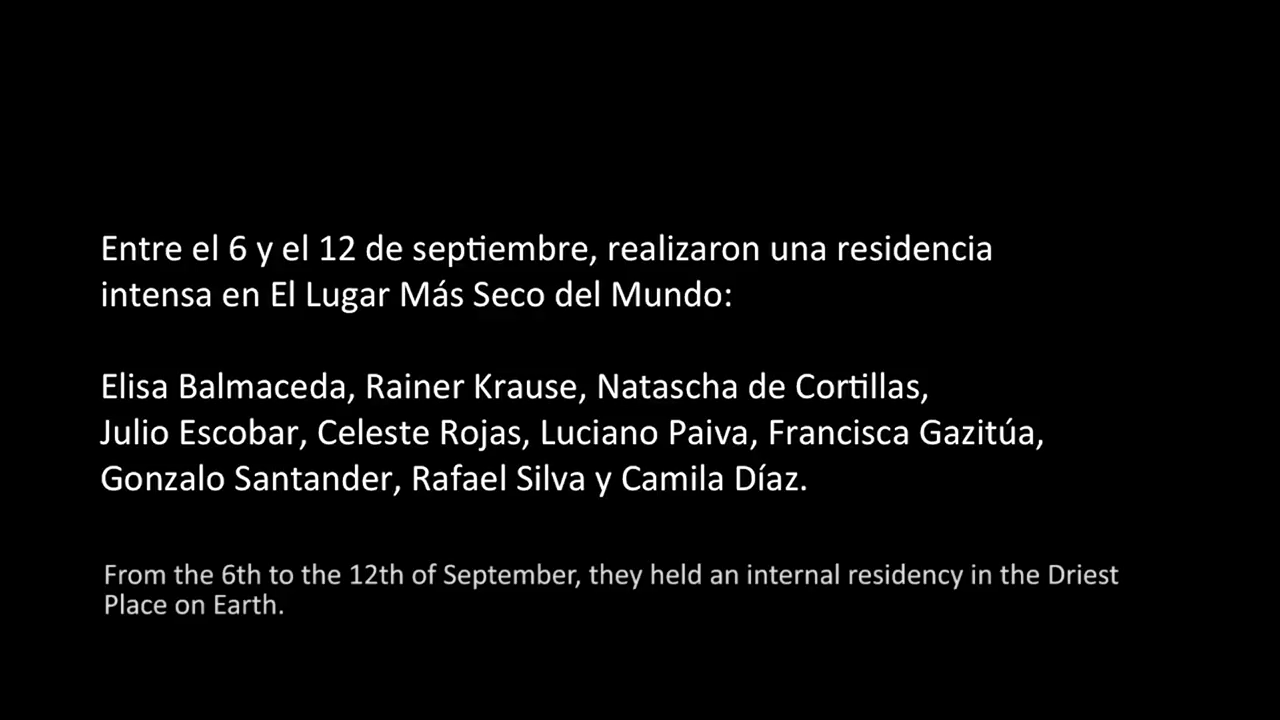 Entre el 6 y el 12 de septiembre, realizaron una residencia
intensa en El Lugar Más Seco del Mundo:
Elisa Balmaceda, Rainer Krause, Natascha de Cortillas,
Julio Escobar, Celeste Rojas, Luciano Paiva, Francisca Gazitúa,
Gonzalo Santander, Rafael Silva y Camila Díaz.
From the 6th to the 12th of September, they held an internal residency in the Driest
Place on Earth.